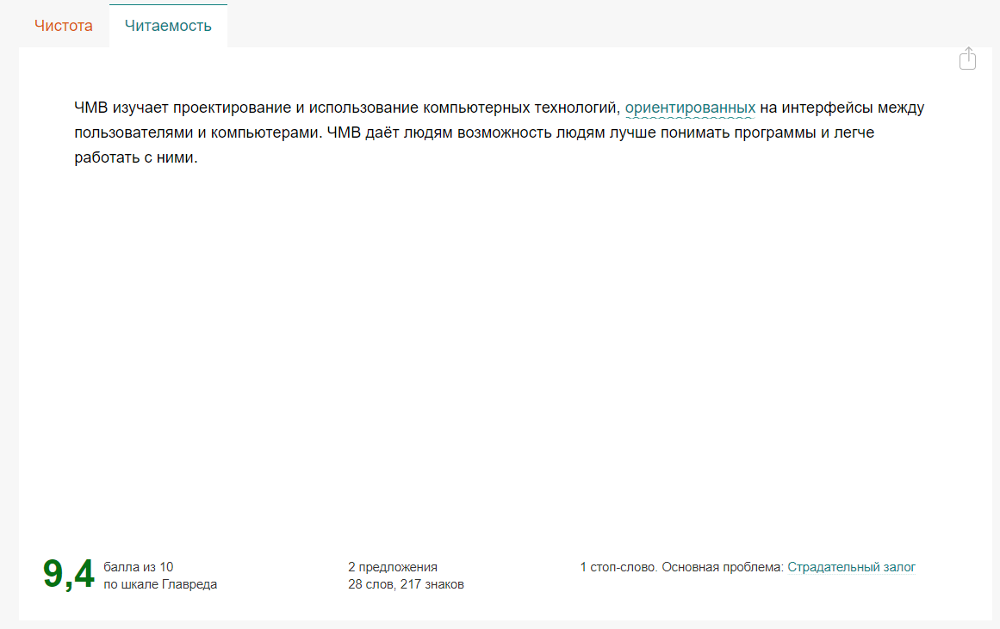 Чистота
Читаемость
ЧМВ изучает проектирование и использование компьютерных технологий, ориентированных на интерфейсы между
пользователями и компьютерами. ЧМВ даёт людям возможность людям лучше понимать программы и легче
работать с ними.
9,4
балла из 10
по шкале Главреда
2 предложения
28 слов, 217 знаков
1 стоп-слово. Основная проблема: Страдательный залог